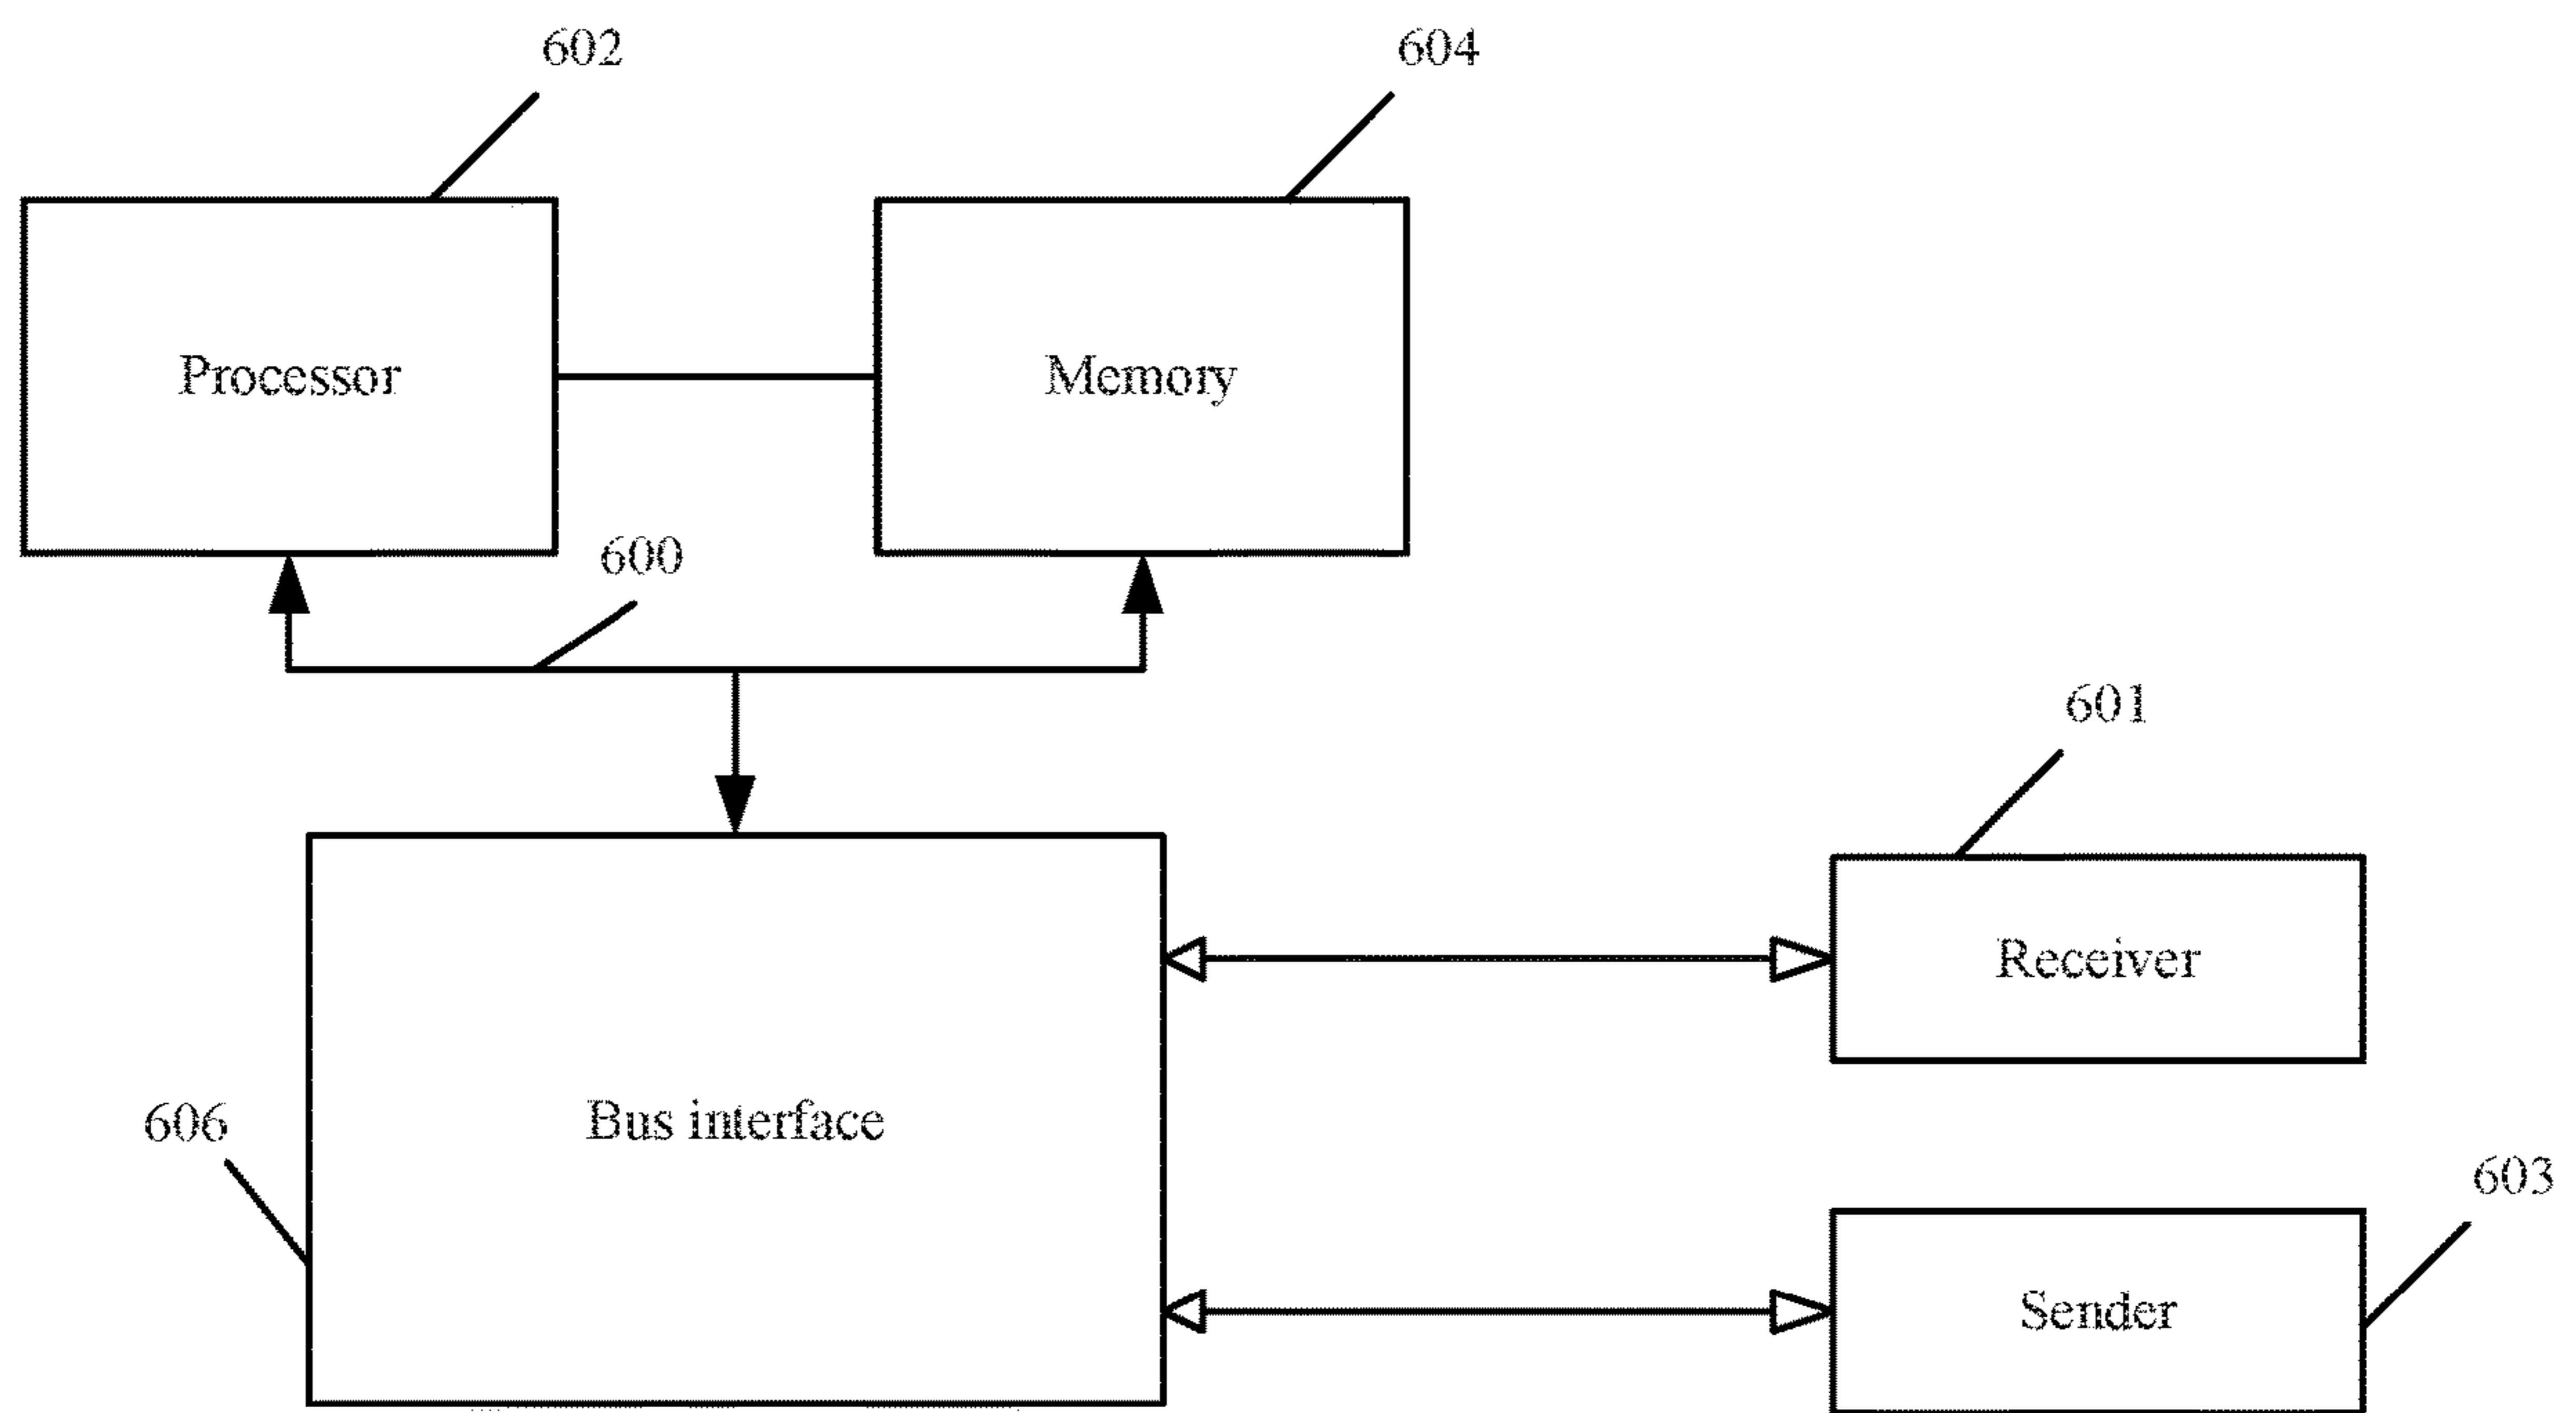 602
604
Processor
Memory
600
601
Receiver
Bus interface
606
603
Sender